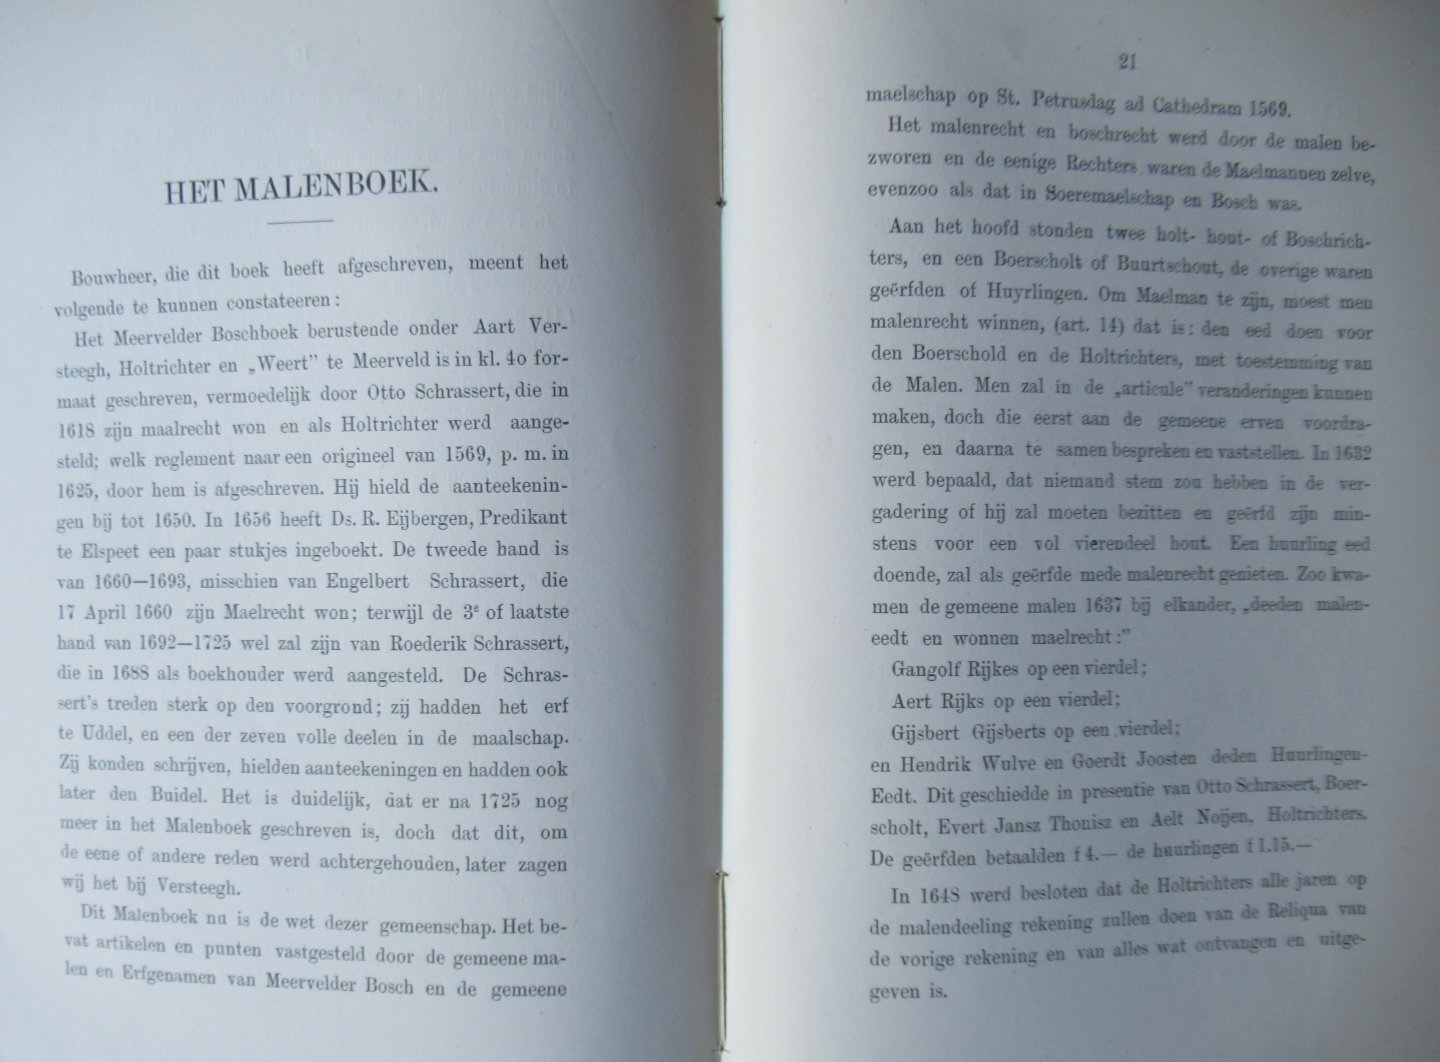 HET MALENBOEK.
Bouwheer, die dit boek heeft afgeschreven, meent het
volgende te kunnen constateeren:
Het Meervelder Boschboek berustende onder Aart Ver-
steegh, Holtrichter en „Weert” te Meerveld is in kl. 4o for-
maat geschreven, vermoedelijk door Otto Schrassert, die in
1618 zijn maalrecht won en als Holtrichter werd aange-
steld; welk reglement naar een origineel van 1569, p. m. in
1625, door hem is afgeschreven. Hij hield de aanteekenin-
gen bij tot 1650. In 1656 heeft Ds. R. Eijbergen, Predikant
te Elspeet een paar stukjes ingeboekt. De tweede hand is
van 1660—1693, misschien van Engelbert Schrassert, die
17 April 1660 zijn Maelrecht won; terwijl de 3e of laatste
hand van 1692—1725 wel zal zijn van Roederik Schrassert,
die in 1688 als boekhouder werd aangesteld. De Schras-
sert's treden sterk op den voorgrond; zij hadden het erf
te Uddel, en een der zeven volle deelen in de maalschap.
Zij konden schrijven, hielden aanteekeningen en hadden ook
later den Buidel. Het is duidelijk, dat er na 1725 nog
meer in het Malenboek geschreven is, doch dat dit, om
de eene of andere reden werd achtergehouden, later zagen
wij het bij Versteegh.
Dit Malenboek nu is de wet dezer gemeenschap. Het be-
vat artikelen en punten vastgesteld door de gemeene ma-
len en Erfgenamen van Meervelder Bosch en de gemeene
21
maelschap op St. Petrusdag ad Cathedram 1569.
Het malenrecht en boschrecht werd door de malen be-
zworen en de eenige Rechters waren de Maelmannen zelve,
evenzoo als dat in Soeremaelschap en Bosch was.
Aan het hoofd stonden twee holt- hout- of Boschrich-
ters, en een Boerscholt of Buurtschout, de overige waren
geërfden of Huyrlingen. Om Maelman te zijn, moest men
malenrecht winnen, (art. 14) dat is: den eed doen voor
den Boerschold en de Holtrichters, met toestemming van
de Malen. Men zal in de „articule” veranderingen kunnen
maken, doch die eerst aan de gemeene erven voordra-
gen, en daarna te samen bespreken en vaststellen. In 1632
werd bepaald, dat niemand stem zou hebben in de ver-
gadering of hij zal moeten bezitten en geërfd zijn min-
stens voor een vol vierendeel hout. Een huurling eed
doende, zal als geërfde mede malenrecht genieten. Zoo kwa-
men de gemeene malen 1637 bij elkander, „deeden malen-
eedt en wonnen maelrecht:”
Gangolf Rijkes op een vierdel;
Aert Rijks op een vierdel;
Gijsbert Gijsberts op een vierdel;
en Hendrik Wulve en Goerdt Joosten deden Huurlingen-
Eedt. Dit geschiedde in presentie van Otto Schrassert, Boer-
scholt, Evert Jansz Thonisz en Aelt Noijen, Holtrichters.
De geërfden betaalden f 4.— de huurlingen f 1.15.—
In 1648 werd besloten dat de Holtrichters alle jaren op
de malendeeling rekening zullen doen van de Reliqua van
de vorige rekening en van alles wat ontvangen en uitge-
geven is.